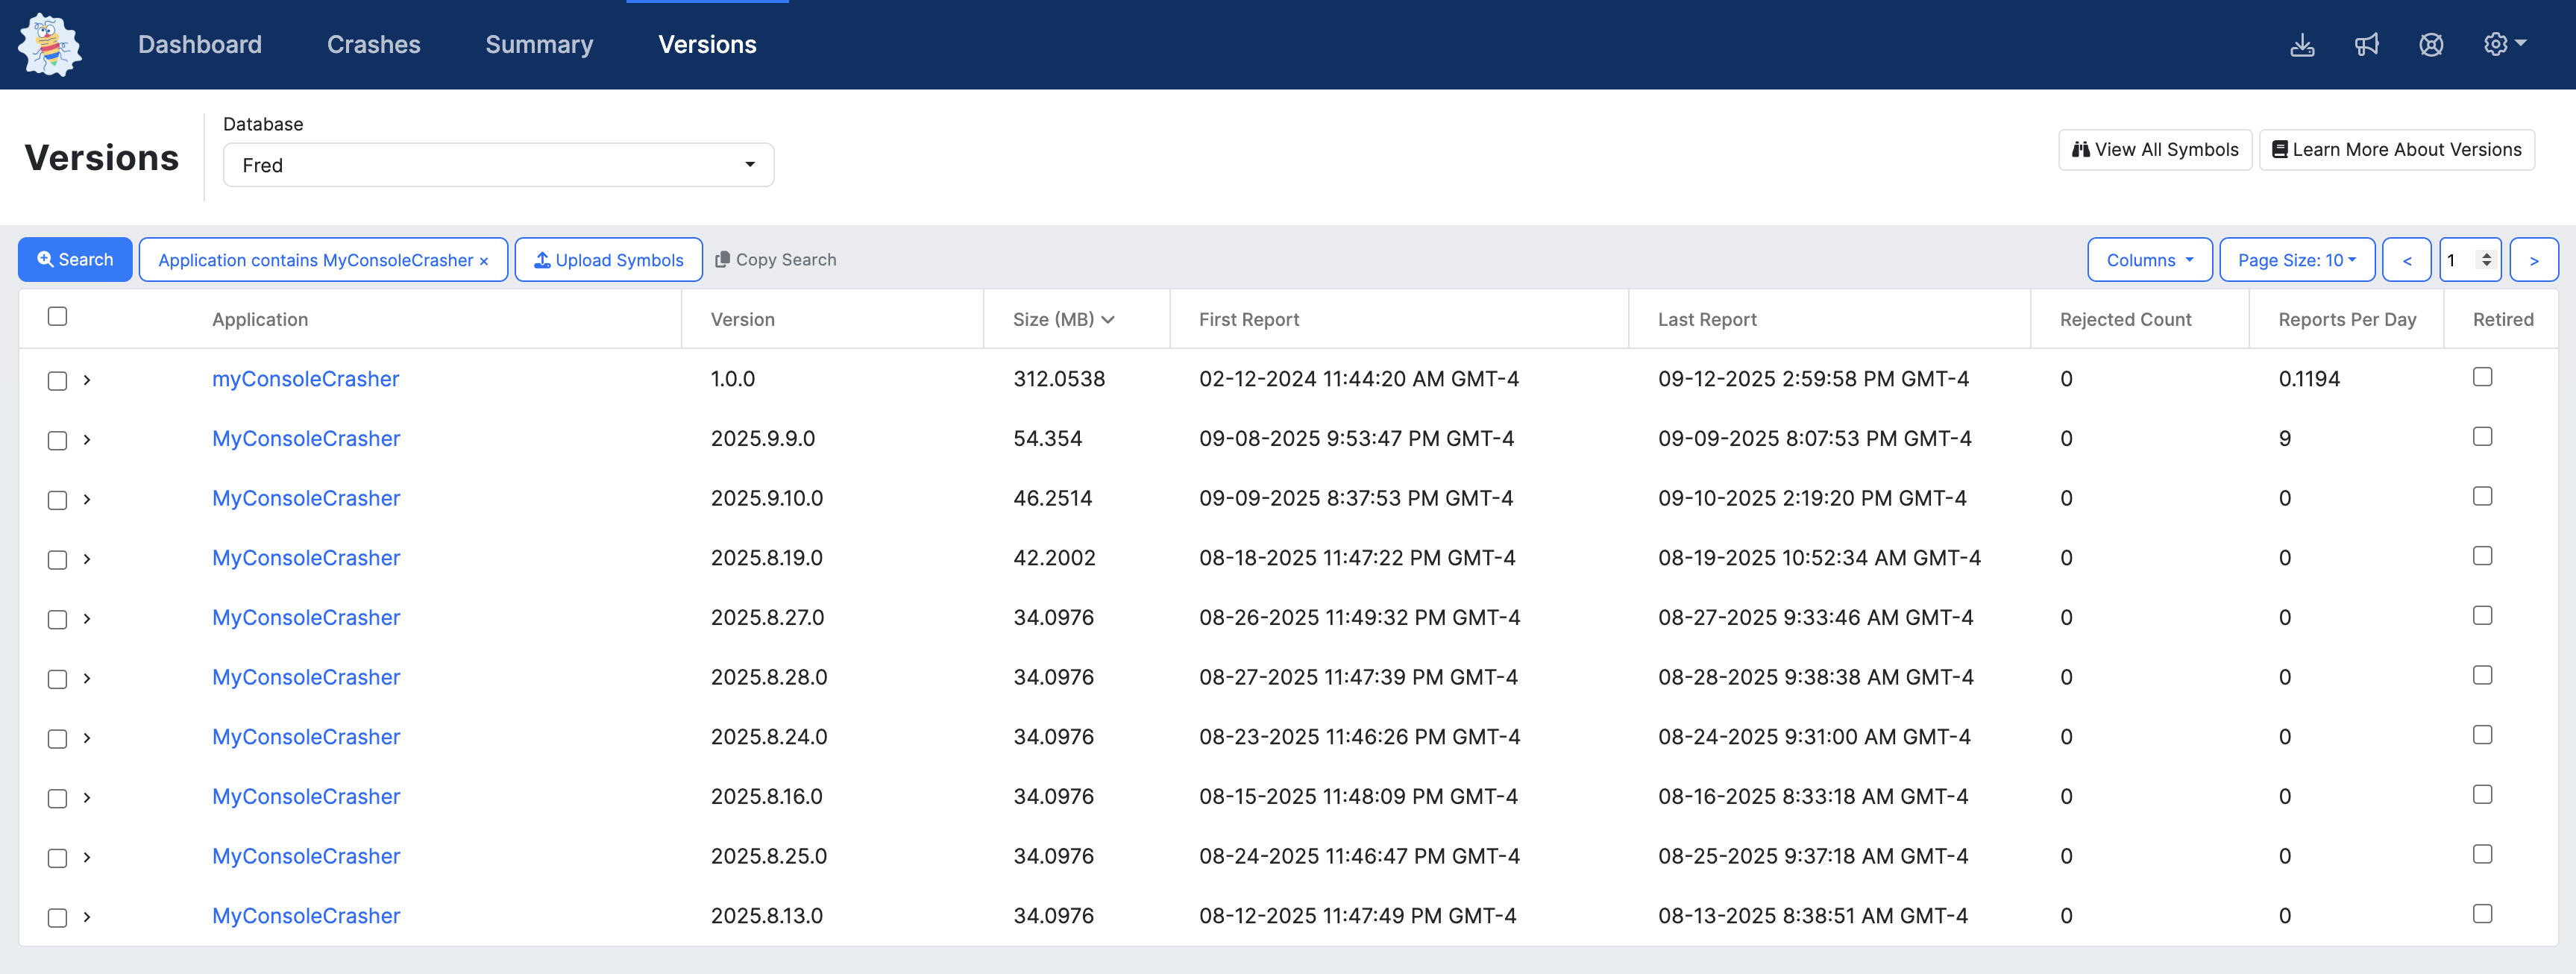 Dashboard Crashes Summary Versions
Versions
Database
Fred
View All Symbols Learn More About Versions
Search Application contains MyConsoleCrasher × Upload Symbols Copy Search Columns Page Size: 10 < 1 >
Application Version Size (MB) First Report Last Report Rejected Count Reports Per Day Retired
myConsoleCrasher 1.0.0 312.0538 02-12-2024 11:44:20 AM GMT-4 09-12-2025 2:59:58 PM GMT-4 0 0.1194
MyConsoleCrasher 2025.9.9.0 54.354 09-08-2025 9:53:47 PM GMT-4 09-09-2025 8:07:53 PM GMT-4 0 9
MyConsoleCrasher 2025.9.10.0 46.2514 09-09-2025 8:37:53 PM GMT-4 09-10-2025 2:19:20 PM GMT-4 0 0
MyConsoleCrasher 2025.8.19.0 42.2002 08-18-2025 11:47:22 PM GMT-4 08-19-2025 10:52:34 AM GMT-4 0 0
MyConsoleCrasher 2025.8.27.0 34.0976 08-26-2025 11:49:32 PM GMT-4 08-27-2025 9:33:46 AM GMT-4 0 0
MyConsoleCrasher 2025.8.28.0 34.0976 08-27-2025 11:47:39 PM GMT-4 08-28-2025 9:38:38 AM GMT-4 0 0
MyConsoleCrasher 2025.8.24.0 34.0976 08-23-2025 11:46:26 PM GMT-4 08-24-2025 9:31:00 AM GMT-4 0 0
MyConsoleCrasher 2025.8.16.0 34.0976 08-15-2025 11:48:09 PM GMT-4 08-16-2025 8:33:18 AM GMT-4 0 0
MyConsoleCrasher 2025.8.25.0 34.0976 08-24-2025 11:46:47 PM GMT-4 08-25-2025 9:37:18 AM GMT-4 0 0
MyConsoleCrasher 2025.8.13.0 34.0976 08-12-2025 11:47:49 PM GMT-4 08-13-2025 8:38:51 AM GMT-4 0 0